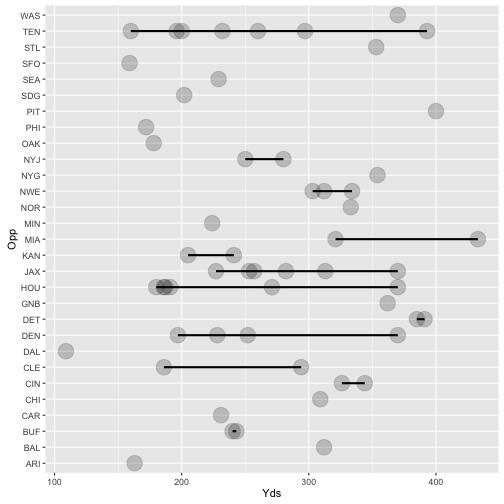 WAS
TEN
STL
SFO
SEA
SDG
PIT
PHI
OAK
NYJ
NYG
NWE
NOR
MIN
MIA
KAN
JAX
HOU
GNB
DET
DEN
DAL
CLE
CIN
CHI
CAR
BUF
BAL
ARI
Opp
100 200 300 400
Yds